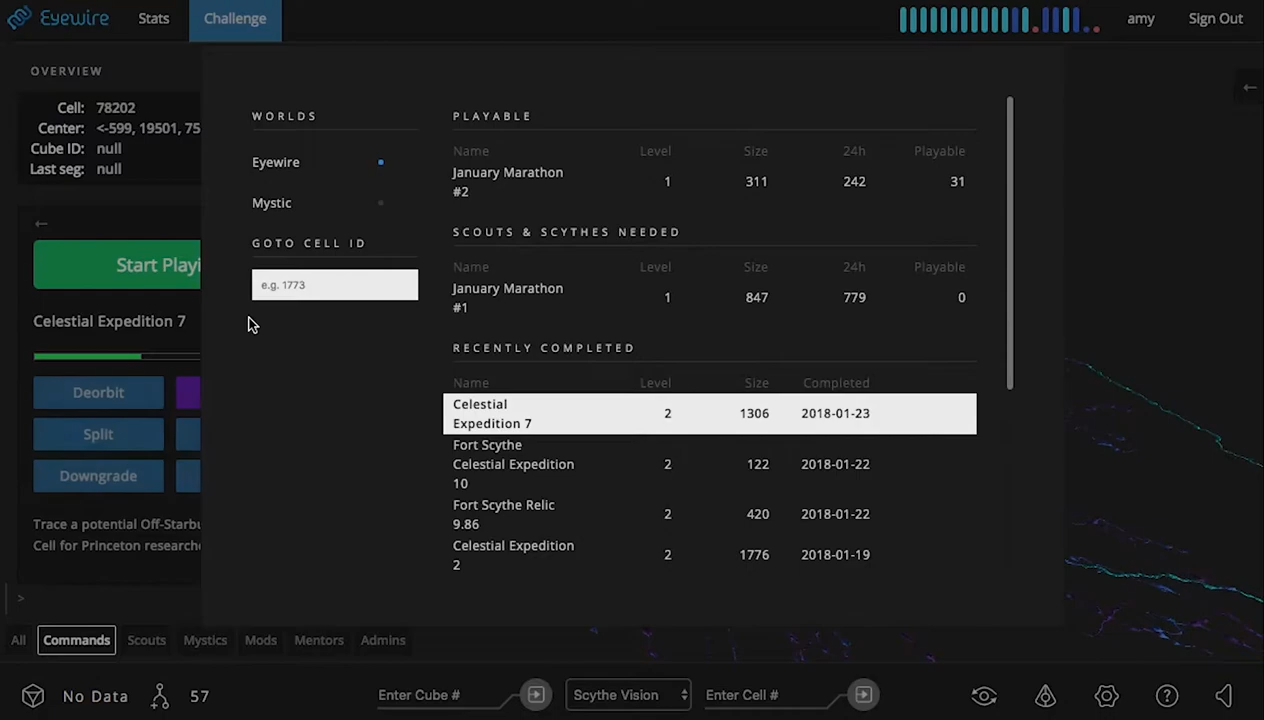 Eyewire Stats Challenge amy Sign Out
OVERVIEW
Cell: 78202
Center: <-599, 19501, 75
Cube ID: null
Last seg: null
←
Start Playi
Celestial Expedition 7
Deorbit
Split
Downgrade
Trace a potential Off-Starbu
Cell for Princeton researche
>
WORLDS
Eyewire
Mystic
GOTO CELL ID
e.g. 1773
PLAYABLE
Name Level Size 24h Playable
January Marathon
#2 1 311 242 31
SCOUTS & SCYTHES NEEDED
Name Level Size 24h Playable
January Marathon
#1 1 847 779 0
RECENTLY COMPLETED
Name Level Size Completed
Celestial
Expedition 7 2 1306 2018-01-23
Fort Scythe
Celestial Expedition 2 122 2018-01-22
10
Fort Scythe Relic
9.86 2 420 2018-01-22
Celestial Expedition
2 2 1776 2018-01-19
←
All Commands Scouts Mystics Mods Mentors Admins
No Data 57 Enter Cube # Scythe Vision Enter Cell #